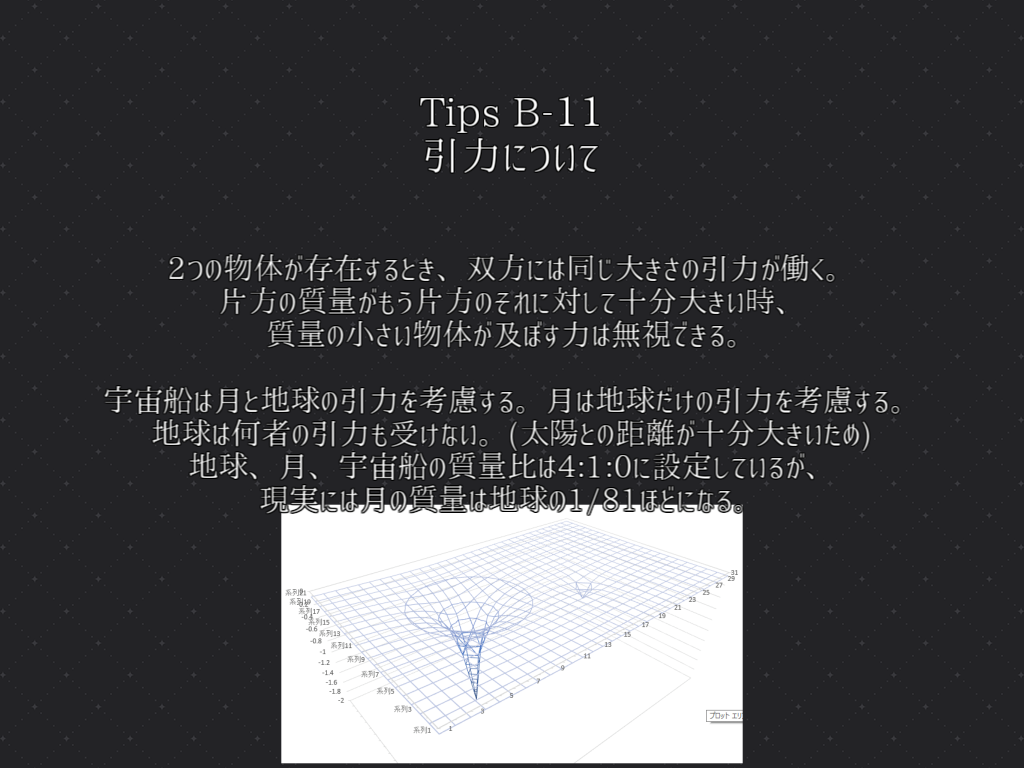 Tips B-11
引力について
2つの物体が存在するとき、双方には同じ大きさの引力が働く。
片方の質量がもう片方のそれに対して十分大きい時、
質量の小さい物体が及ぼす力は無視できる。
宇宙船は月と地球の引力を考慮する。月は地球だけの引力を考慮する。
地球は何者の引力も受けない。(太陽との距離が十分大きいため)
地球、月、宇宙船の質量比は4:1:0に設定しているが、
現実には月の質量は地球の1/81ほどになる。
31
29
27
25
23
21
19
17
15
13
11
9
7
5
3
1
系列21
系列19
系列17
系列15
系列13
系列11
系列9
系列7
系列5
系列3
系列1
-0.6
-0.8
-1
-1.2
-1.4
-1.6
-1.8
-2
プロット エリ